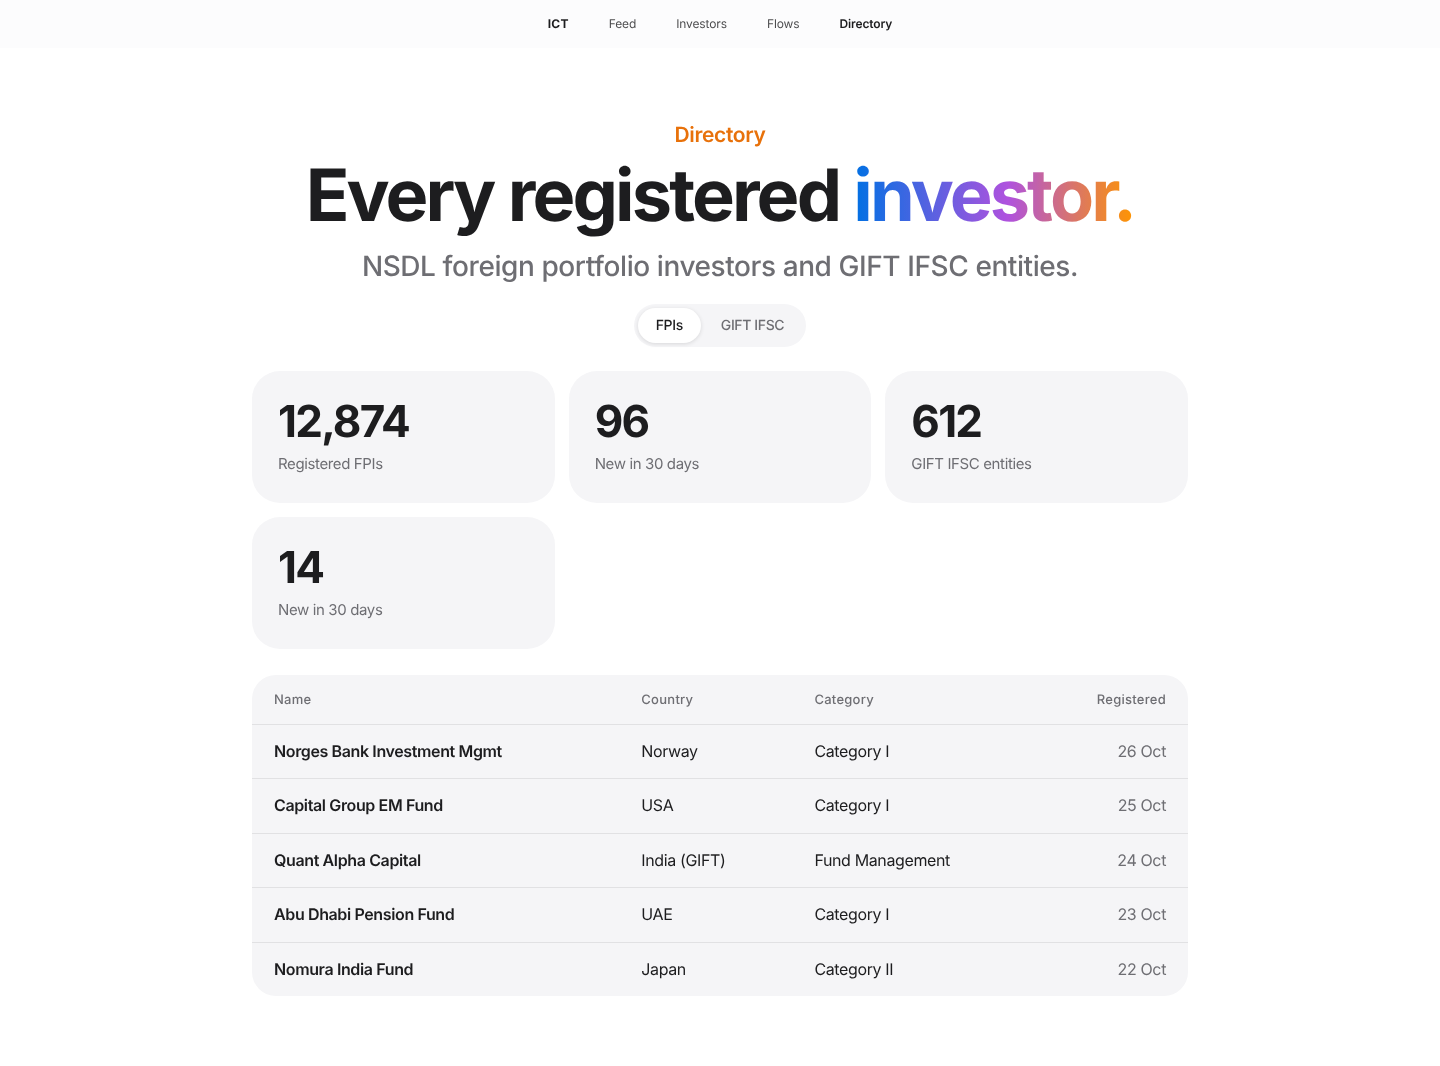 ICT Feed Investors Flows Directory
Directory
Every registered investor.
NSDL foreign portfolio investors and GIFT IFSC entities.
FPIs GIFT IFSC
12,874
Registered FPIs
96
New in 30 days
612
GIFT IFSC entities
14
New in 30 days
Name Country Category Registered
Norges Bank Investment Mgmt Norway Category I 26 Oct
Capital Group EM Fund USA Category I 25 Oct
Quant Alpha Capital India (GIFT) Fund Management 24 Oct
Abu Dhabi Pension Fund UAE Category I 23 Oct
Nomura India Fund Japan Category II 22 Oct